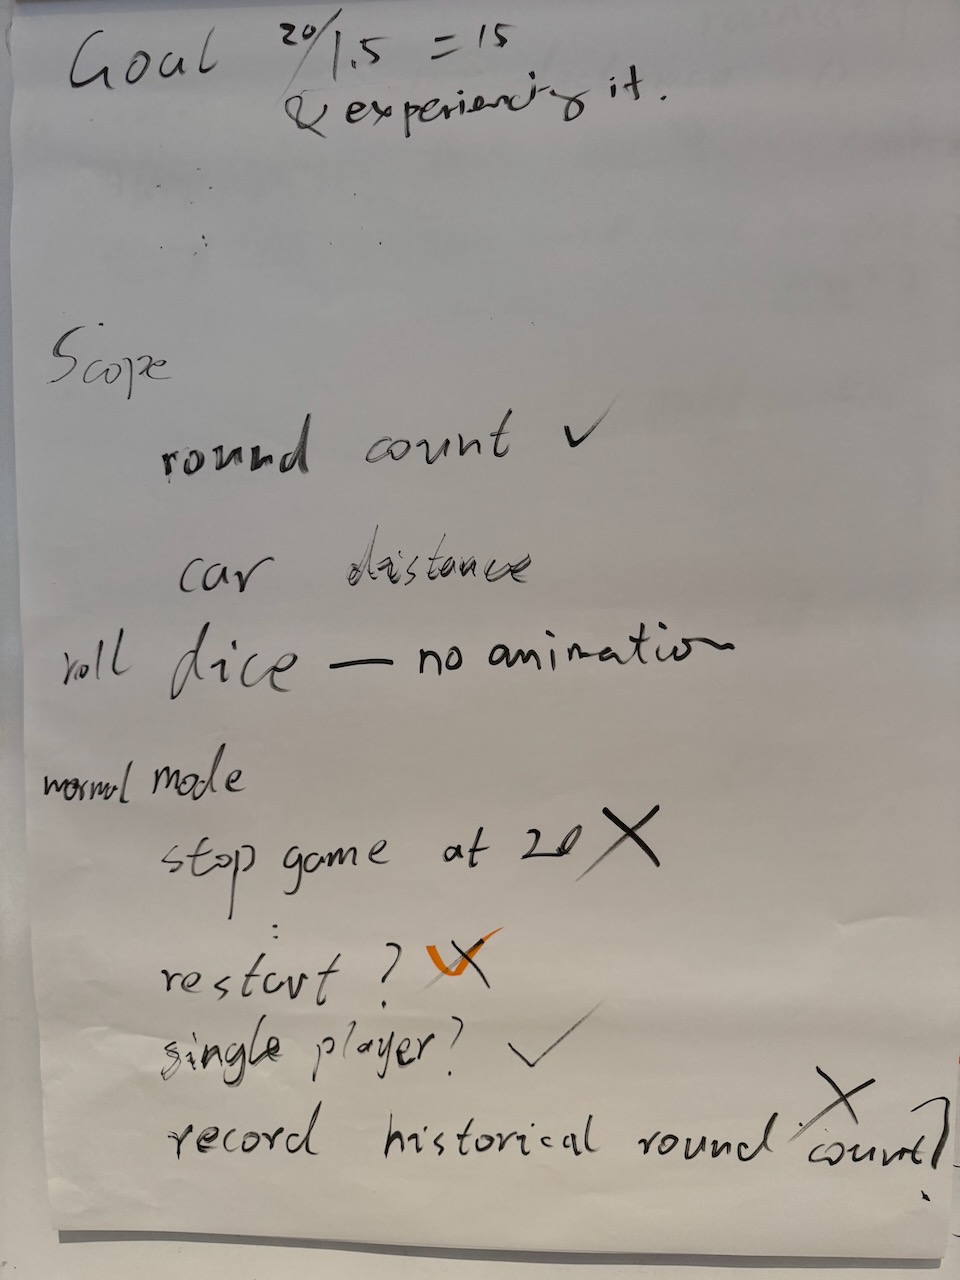 Goal 20/1.5 = 15
& experiencing it.
Scope
round count ✓
car distance
roll dice — no animation
normal mode
stop game at 20 X
restart ? ✓ X
single player? ✓
record historical round count? X